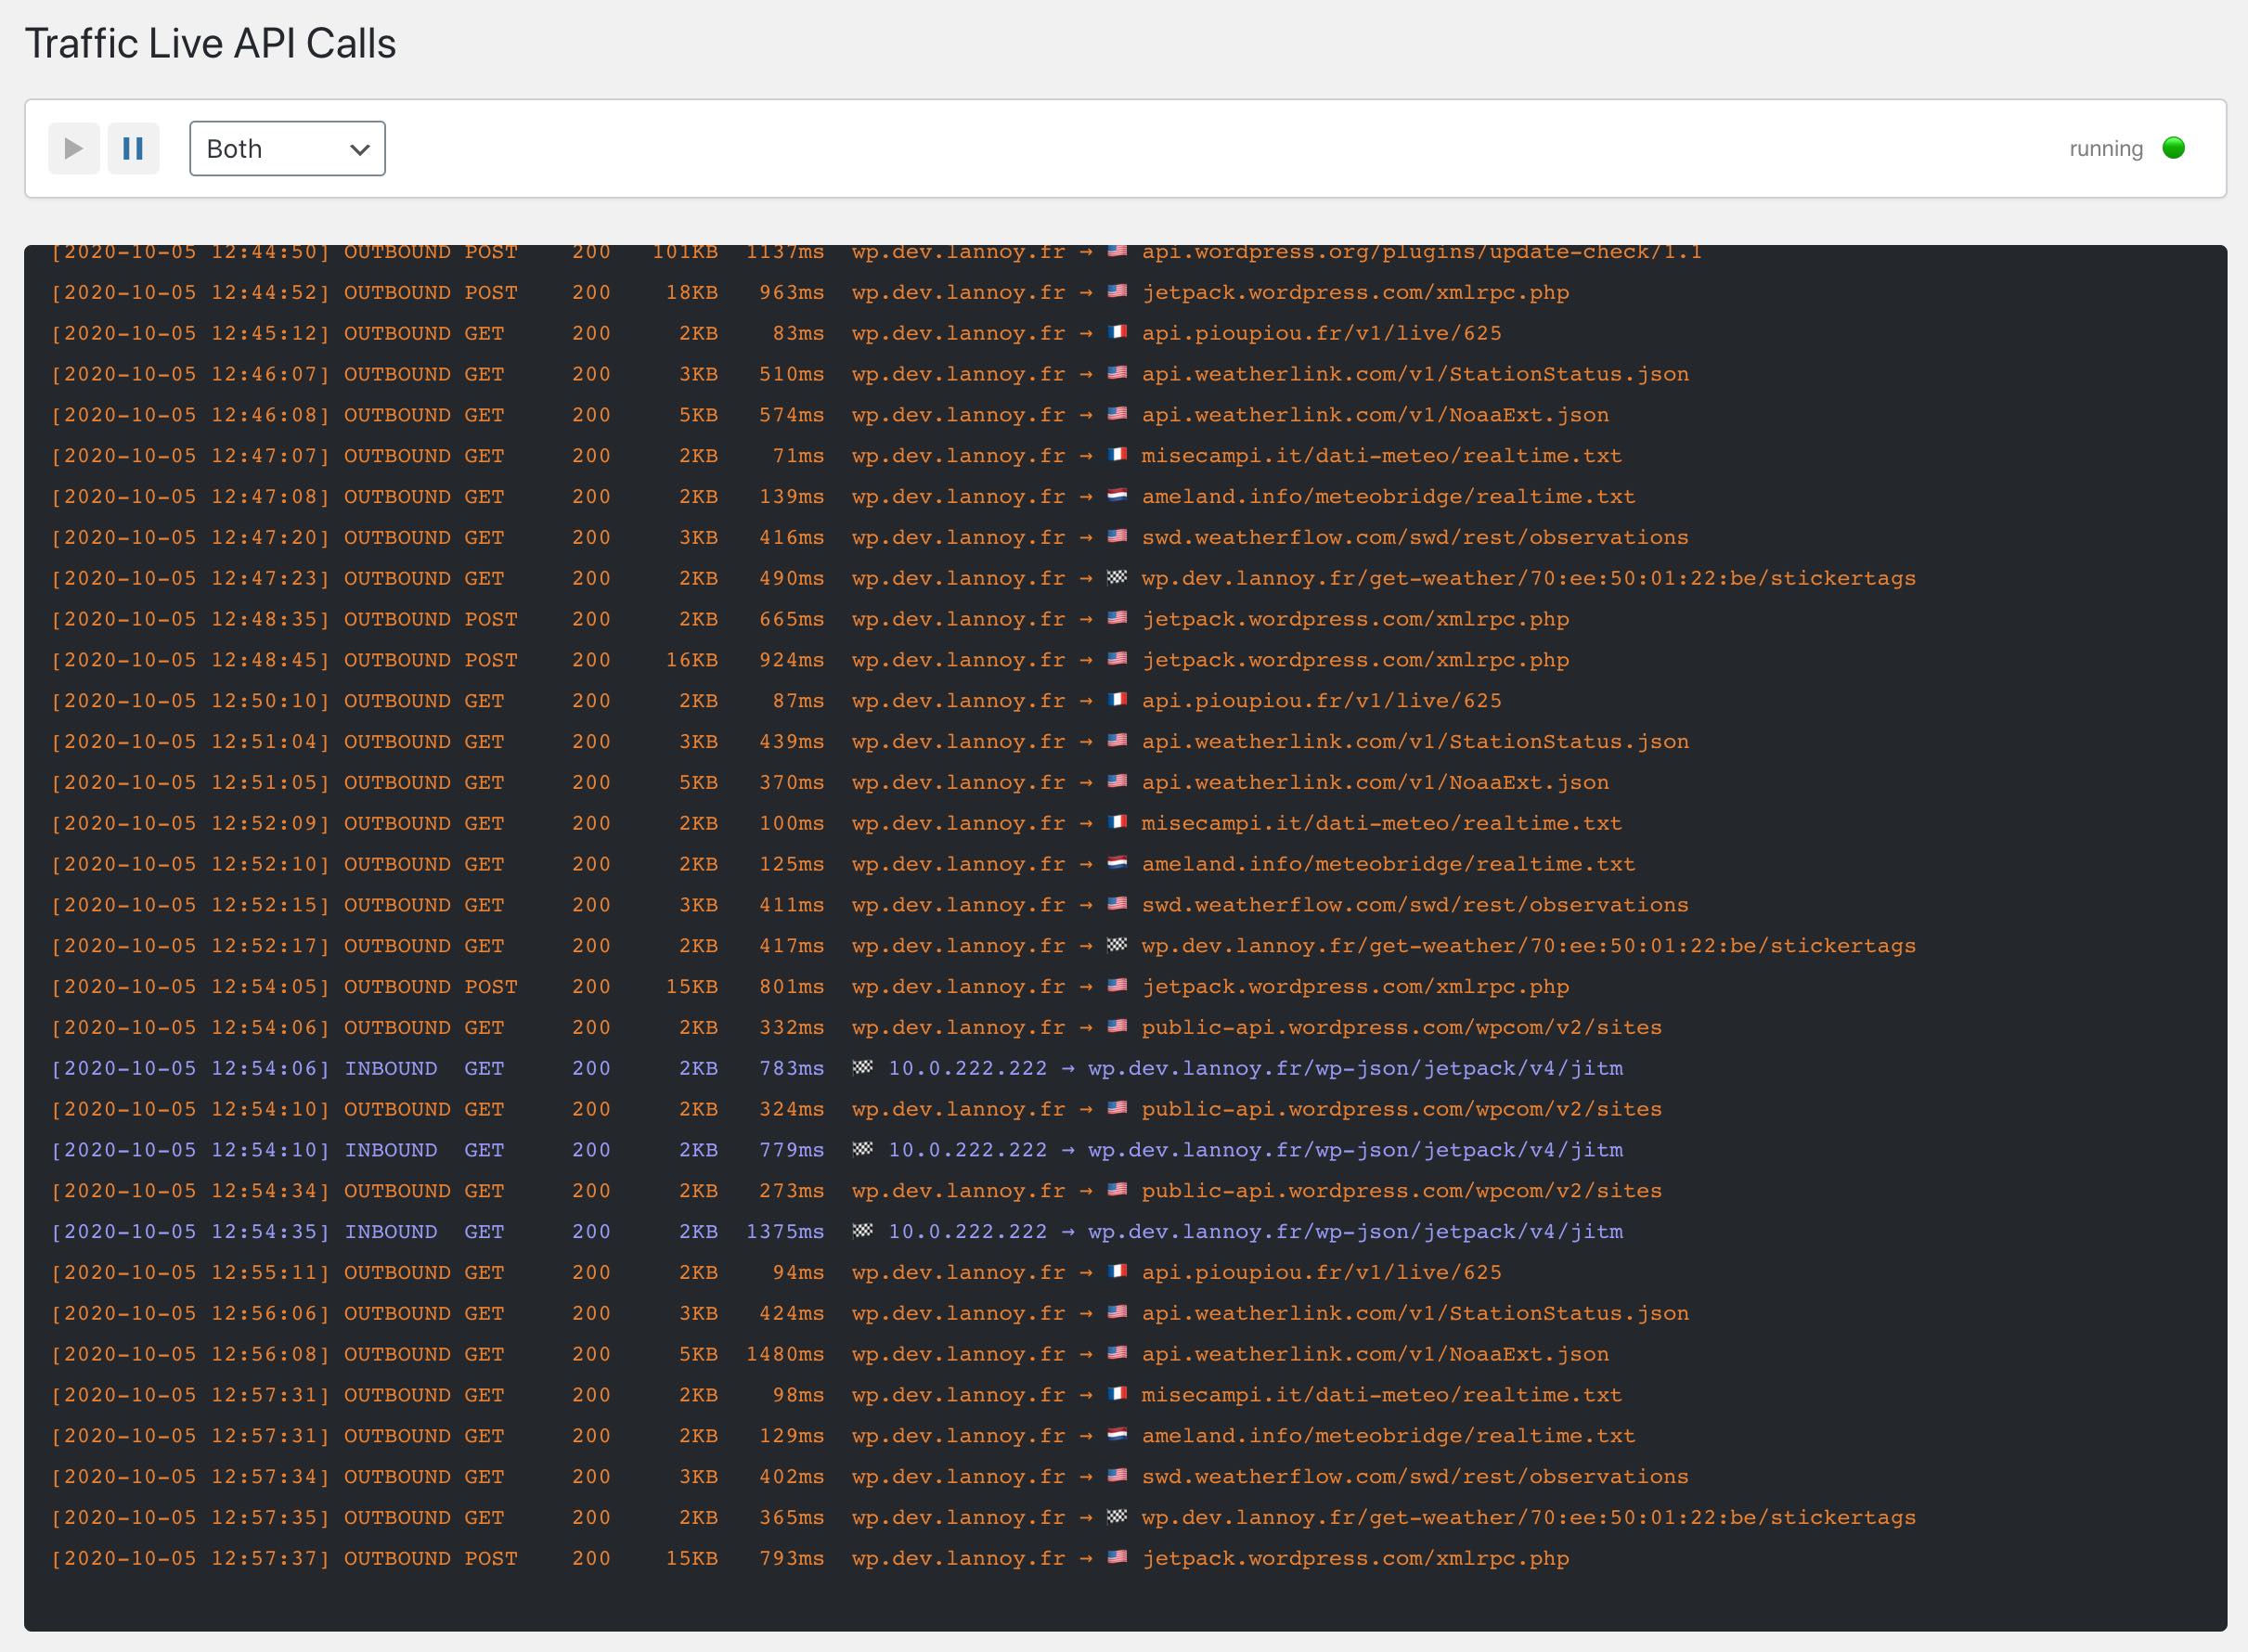 Traffic Live API Calls
Both
running
[2020-10-05 12:44:50] OUTBOUND POST 200 101KB 1137ms wp.dev.lannoy.fr → api.wordpress.org/plugins/update-check/1.1
[2020-10-05 12:44:52] OUTBOUND POST 200 18KB 963ms wp.dev.lannoy.fr → jetpack.wordpress.com/xmlrpc.php
[2020-10-05 12:45:12] OUTBOUND GET 200 2KB 83ms wp.dev.lannoy.fr → api.pioupiou.fr/v1/live/625
[2020-10-05 12:46:07] OUTBOUND GET 200 3KB 510ms wp.dev.lannoy.fr → api.weatherlink.com/v1/StationStatus.json
[2020-10-05 12:46:08] OUTBOUND GET 200 5KB 574ms wp.dev.lannoy.fr → api.weatherlink.com/v1/NoaaExt.json
[2020-10-05 12:47:07] OUTBOUND GET 200 2KB 71ms wp.dev.lannoy.fr → misecampi.it/dati-meteo/realtime.txt
[2020-10-05 12:47:08] OUTBOUND GET 200 2KB 139ms wp.dev.lannoy.fr → ameland.info/meteobridge/realtime.txt
[2020-10-05 12:47:20] OUTBOUND GET 200 3KB 416ms wp.dev.lannoy.fr → swd.weatherflow.com/swd/rest/observations
[2020-10-05 12:47:23] OUTBOUND GET 200 2KB 490ms wp.dev.lannoy.fr → wp.dev.lannoy.fr/get-weather/70:ee:50:01:22:be/stickertags
[2020-10-05 12:48:35] OUTBOUND POST 200 2KB 665ms wp.dev.lannoy.fr → jetpack.wordpress.com/xmlrpc.php
[2020-10-05 12:48:45] OUTBOUND POST 200 16KB 924ms wp.dev.lannoy.fr → jetpack.wordpress.com/xmlrpc.php
[2020-10-05 12:50:10] OUTBOUND GET 200 2KB 87ms wp.dev.lannoy.fr → api.pioupiou.fr/v1/live/625
[2020-10-05 12:51:04] OUTBOUND GET 200 3KB 439ms wp.dev.lannoy.fr → api.weatherlink.com/v1/StationStatus.json
[2020-10-05 12:51:05] OUTBOUND GET 200 5KB 370ms wp.dev.lannoy.fr → api.weatherlink.com/v1/NoaaExt.json
[2020-10-05 12:52:09] OUTBOUND GET 200 2KB 100ms wp.dev.lannoy.fr → misecampi.it/dati-meteo/realtime.txt
[2020-10-05 12:52:10] OUTBOUND GET 200 2KB 125ms wp.dev.lannoy.fr → ameland.info/meteobridge/realtime.txt
[2020-10-05 12:52:15] OUTBOUND GET 200 3KB 411ms wp.dev.lannoy.fr → swd.weatherflow.com/swd/rest/observations
[2020-10-05 12:52:17] OUTBOUND GET 200 2KB 417ms wp.dev.lannoy.fr → wp.dev.lannoy.fr/get-weather/70:ee:50:01:22:be/stickertags
[2020-10-05 12:54:05] OUTBOUND POST 200 15KB 801ms wp.dev.lannoy.fr → jetpack.wordpress.com/xmlrpc.php
[2020-10-05 12:54:06] OUTBOUND GET 200 2KB 332ms wp.dev.lannoy.fr → public-api.wordpress.com/wpcom/v2/sites
[2020-10-05 12:54:06] INBOUND GET 200 2KB 783ms 10.0.222.222 → wp.dev.lannoy.fr/wp-json/jetpack/v4/jitm
[2020-10-05 12:54:10] OUTBOUND GET 200 2KB 324ms wp.dev.lannoy.fr → public-api.wordpress.com/wpcom/v2/sites
[2020-10-05 12:54:10] INBOUND GET 200 2KB 779ms 10.0.222.222 → wp.dev.lannoy.fr/wp-json/jetpack/v4/jitm
[2020-10-05 12:54:34] OUTBOUND GET 200 2KB 273ms wp.dev.lannoy.fr → public-api.wordpress.com/wpcom/v2/sites
[2020-10-05 12:54:35] INBOUND GET 200 2KB 1375ms 10.0.222.222 → wp.dev.lannoy.fr/wp-json/jetpack/v4/jitm
[2020-10-05 12:55:11] OUTBOUND GET 200 2KB 94ms wp.dev.lannoy.fr → api.pioupiou.fr/v1/live/625
[2020-10-05 12:56:06] OUTBOUND GET 200 3KB 424ms wp.dev.lannoy.fr → api.weatherlink.com/v1/StationStatus.json
[2020-10-05 12:56:08] OUTBOUND GET 200 5KB 1480ms wp.dev.lannoy.fr → api.weatherlink.com/v1/NoaaExt.json
[2020-10-05 12:57:31] OUTBOUND GET 200 2KB 98ms wp.dev.lannoy.fr → misecampi.it/dati-meteo/realtime.txt
[2020-10-05 12:57:31] OUTBOUND GET 200 2KB 129ms wp.dev.lannoy.fr → ameland.info/meteobridge/realtime.txt
[2020-10-05 12:57:34] OUTBOUND GET 200 3KB 402ms wp.dev.lannoy.fr → swd.weatherflow.com/swd/rest/observations
[2020-10-05 12:57:35] OUTBOUND GET 200 2KB 365ms wp.dev.lannoy.fr → wp.dev.lannoy.fr/get-weather/70:ee:50:01:22:be/stickertags
[2020-10-05 12:57:37] OUTBOUND POST 200 15KB 793ms wp.dev.lannoy.fr → jetpack.wordpress.com/xmlrpc.php